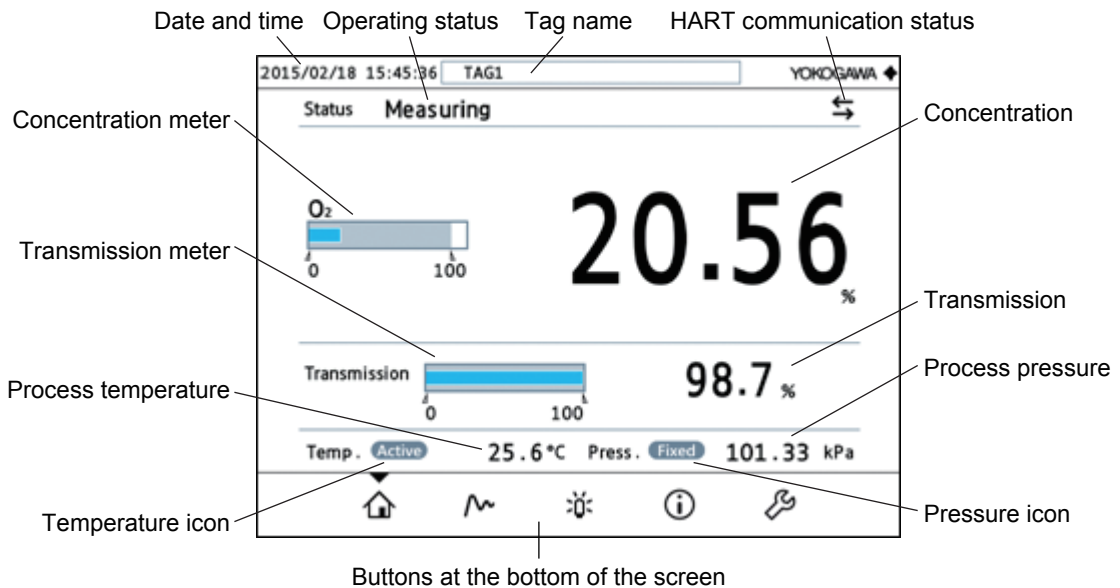 Date and time Operating status Tag name HART communication status
2015/02/18 15:45:36 TAG1 YOKOGAWA
Status Measuring
Concentration meter
Concentration
O₂
20.56
%
0 100
Transmission meter
Transmission
Transmission 98.7 %
0 100
Process pressure
Process temperature
Temp. Active 25.6°C Press. Fixed 101.33 kPa
Temperature icon
Pressure icon
Buttons at the bottom of the screen